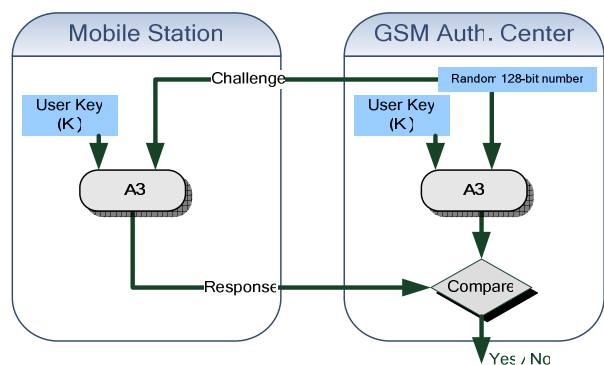 Mobile Station
GSM Auth. Center
Challenge
Random 128-bit number
User Key
(K)
User Key
(K)
A3
A3
Response
Compare
Yes / No